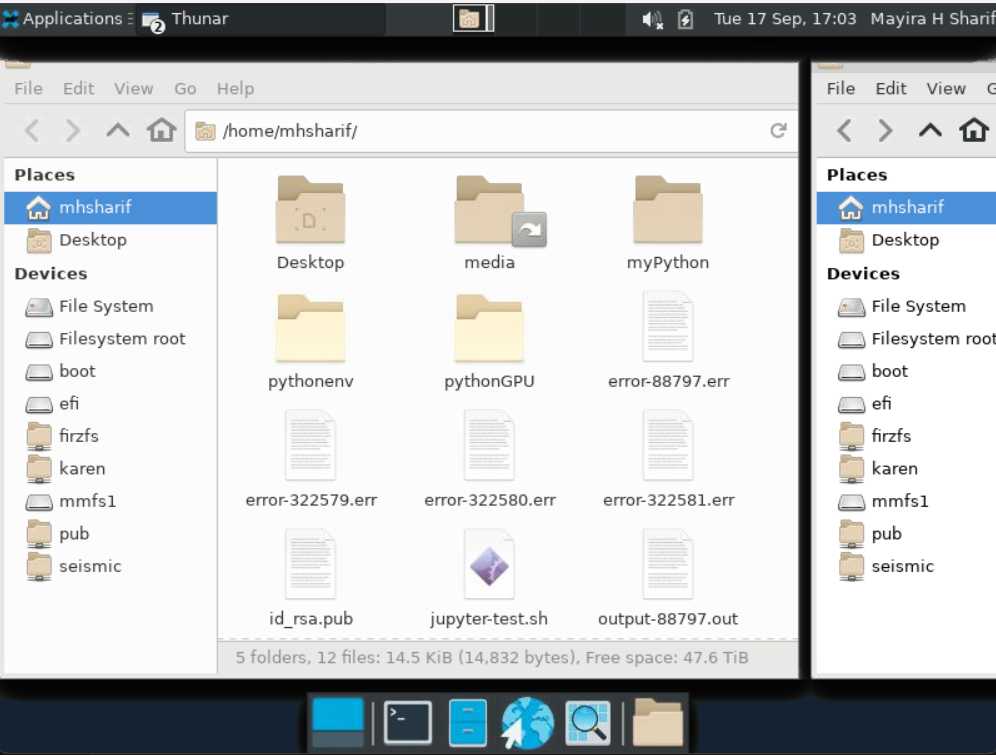 Applications
2 Thunar
Tue 17 Sep, 17:03 Mayira H Sharif
File Edit View Go Help
/home/mhsharif/
Places
mhsharif
Desktop
Devices
File System
Filesystem root
boot
efi
firzfs
karen
mmfs1
pub
seismic
Desktop media myPython
pythonenv pythonGPU error-88797.err
error-322579.err error-322580.err error-322581.err
id_rsa.pub jupyter-test.sh output-88797.out
5 folders, 12 files: 14.5 KiB (14,832 bytes), Free space: 47.6 TiB
File Edit View G
Places
mhsharif
Desktop
Devices
File System
Filesystem root
boot
efi
firzfs
karen
mmfs1
pub
seismic
>_